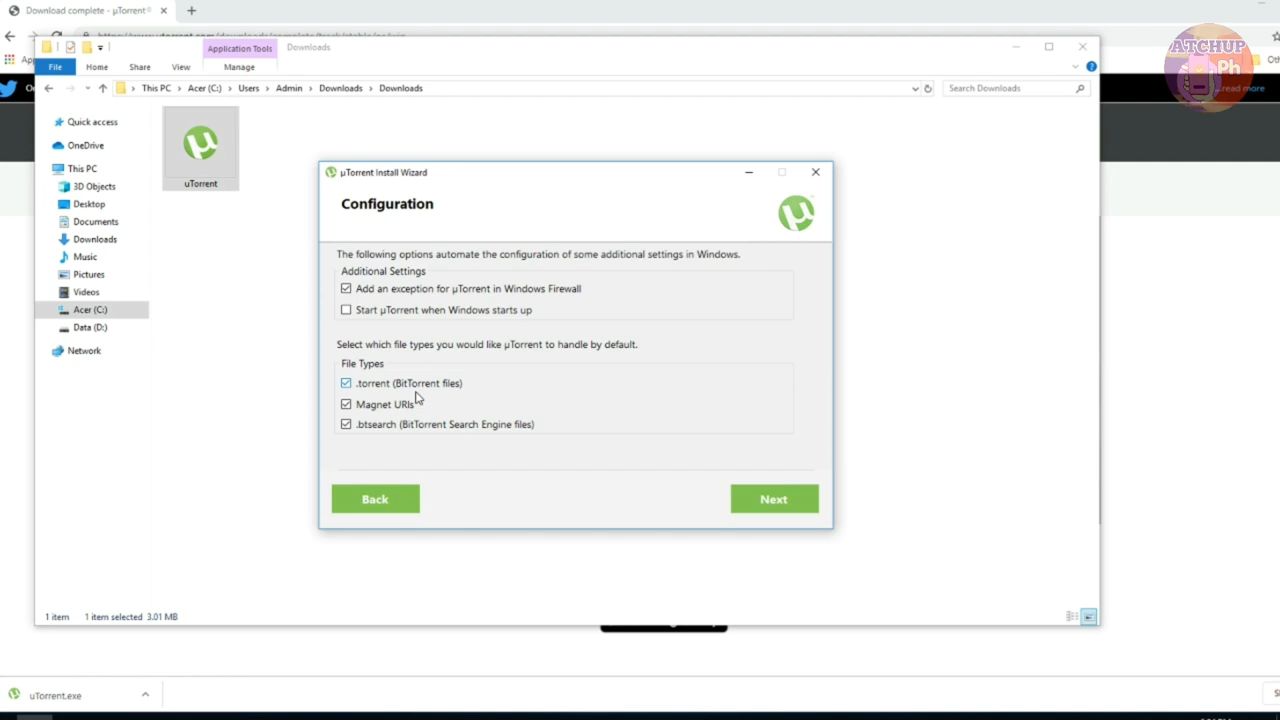 Download complete - µTorrent®
Application Tools
Downloads
File
Home
Share
View
Manage
This PC
Acer (C:)
Users
Admin
Downloads
Downloads
Search Downloads
ATCHUP
Ph
read more
Quick access
OneDrive
This PC
3D Objects
Desktop
Documents
Downloads
Music
Pictures
Videos
Acer (C:)
Data (D:)
Network
uTorrent
µTorrent Install Wizard
Configuration
The following options automate the configuration of some additional settings in Windows.
Additional Settings
Add an exception for µTorrent in Windows Firewall
Start µTorrent when Windows starts up
Select which file types you would like µTorrent to handle by default.
File Types
.torrent (BitTorrent files)
Magnet URIs
.btsearch (BitTorrent Search Engine files)
Back
Next
1 item
1 item selected 3.01 MB
uTorrent.exe